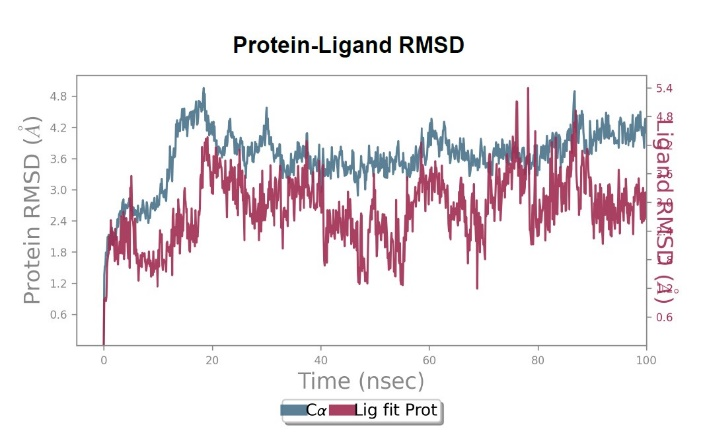 Protein-Ligand RMSD
Protein RMSD (Å)
4.8
4.2
3.6
3.0
2.4
1.8
1.2
0.6
5.4
4.8
0.6
Ligand RMSD (Å)
0 20 40 60 80 100
Time (nsec)
Cα Lig fit Prot